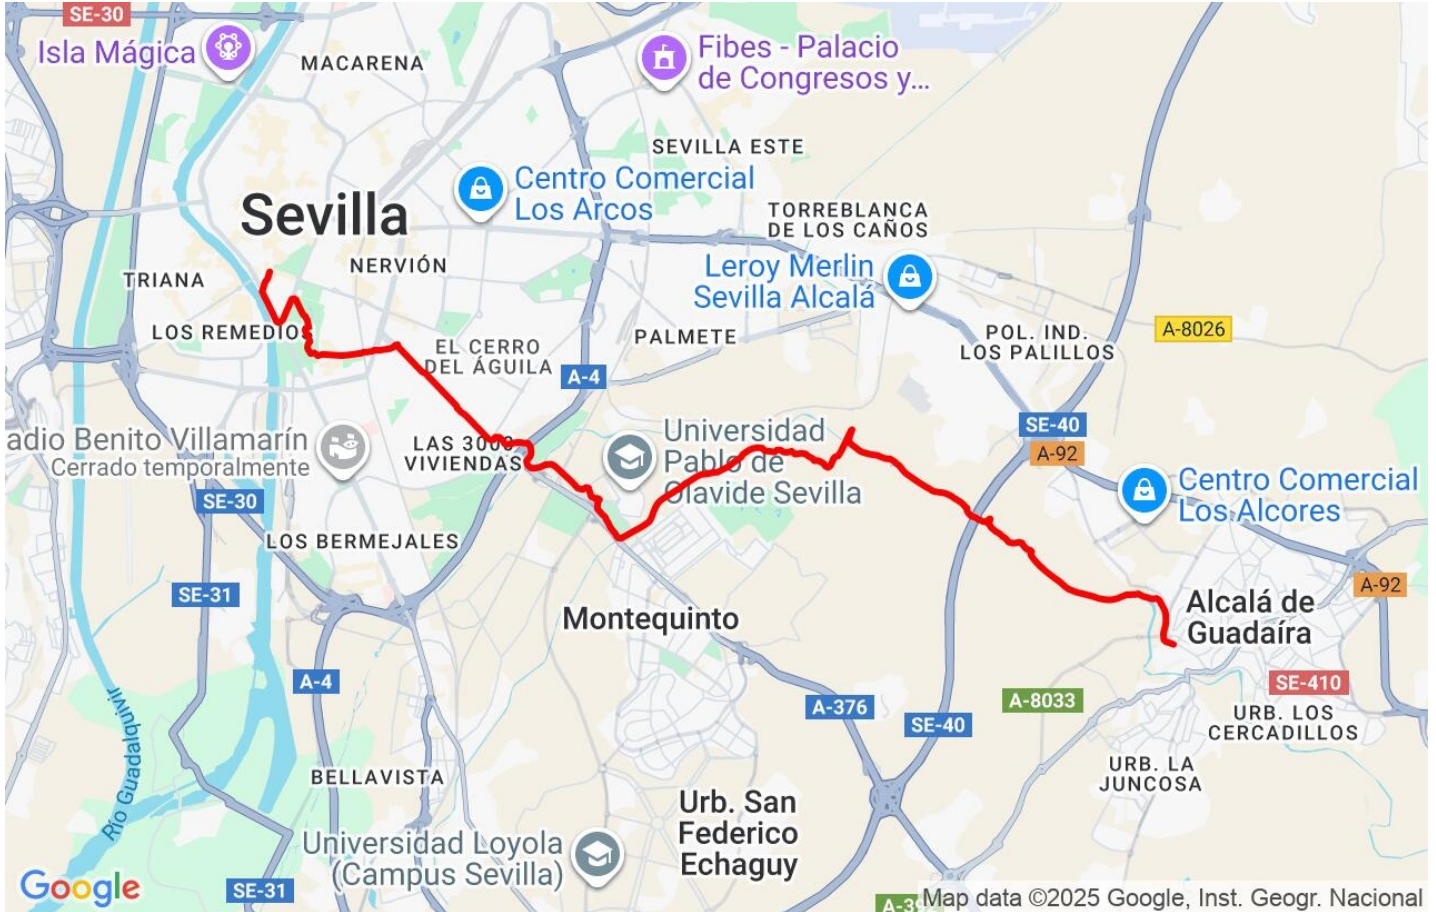 SE-30
Isla Mágica
MACARENA
Fibes - Palacio
de Congresos y...
SEVILLA ESTE
Centro Comercial
Los Arcos
Sevilla
TORREBLANCA
DE LOS CAÑOS
NERVIÓN
TRIANA
Leroy Merlin
Sevilla Alcalá
LOS REMEDIOS
PALMETE
POL. IND.
LOS PALILLOS
A-8026
EL CERRO
DEL ÁGUILA
A-4
adio Benito Villamarín
Cerrado temporalmente
LAS 3000
VIVIENDAS
Universidad
Pablo de
Olavide Sevilla
SE-40
A-92
Centro Comercial
Los Alcores
SE-30
LOS BERMEJALES
SE-31
A-92
Montequinto
Alcalá de
Guadaíra
A-4
SE-410
A-376
SE-40
A-8033
URB. LOS
CERCADILLOS
Río Guadalquivir
BELLAVISTA
URB. LA
JUNCOSA
Urb. San
Federico
Echaguy
Universidad Loyola
(Campus Sevilla)
Google
SE-31
Map data ©2025 Google, Inst. Geogr. Nacional